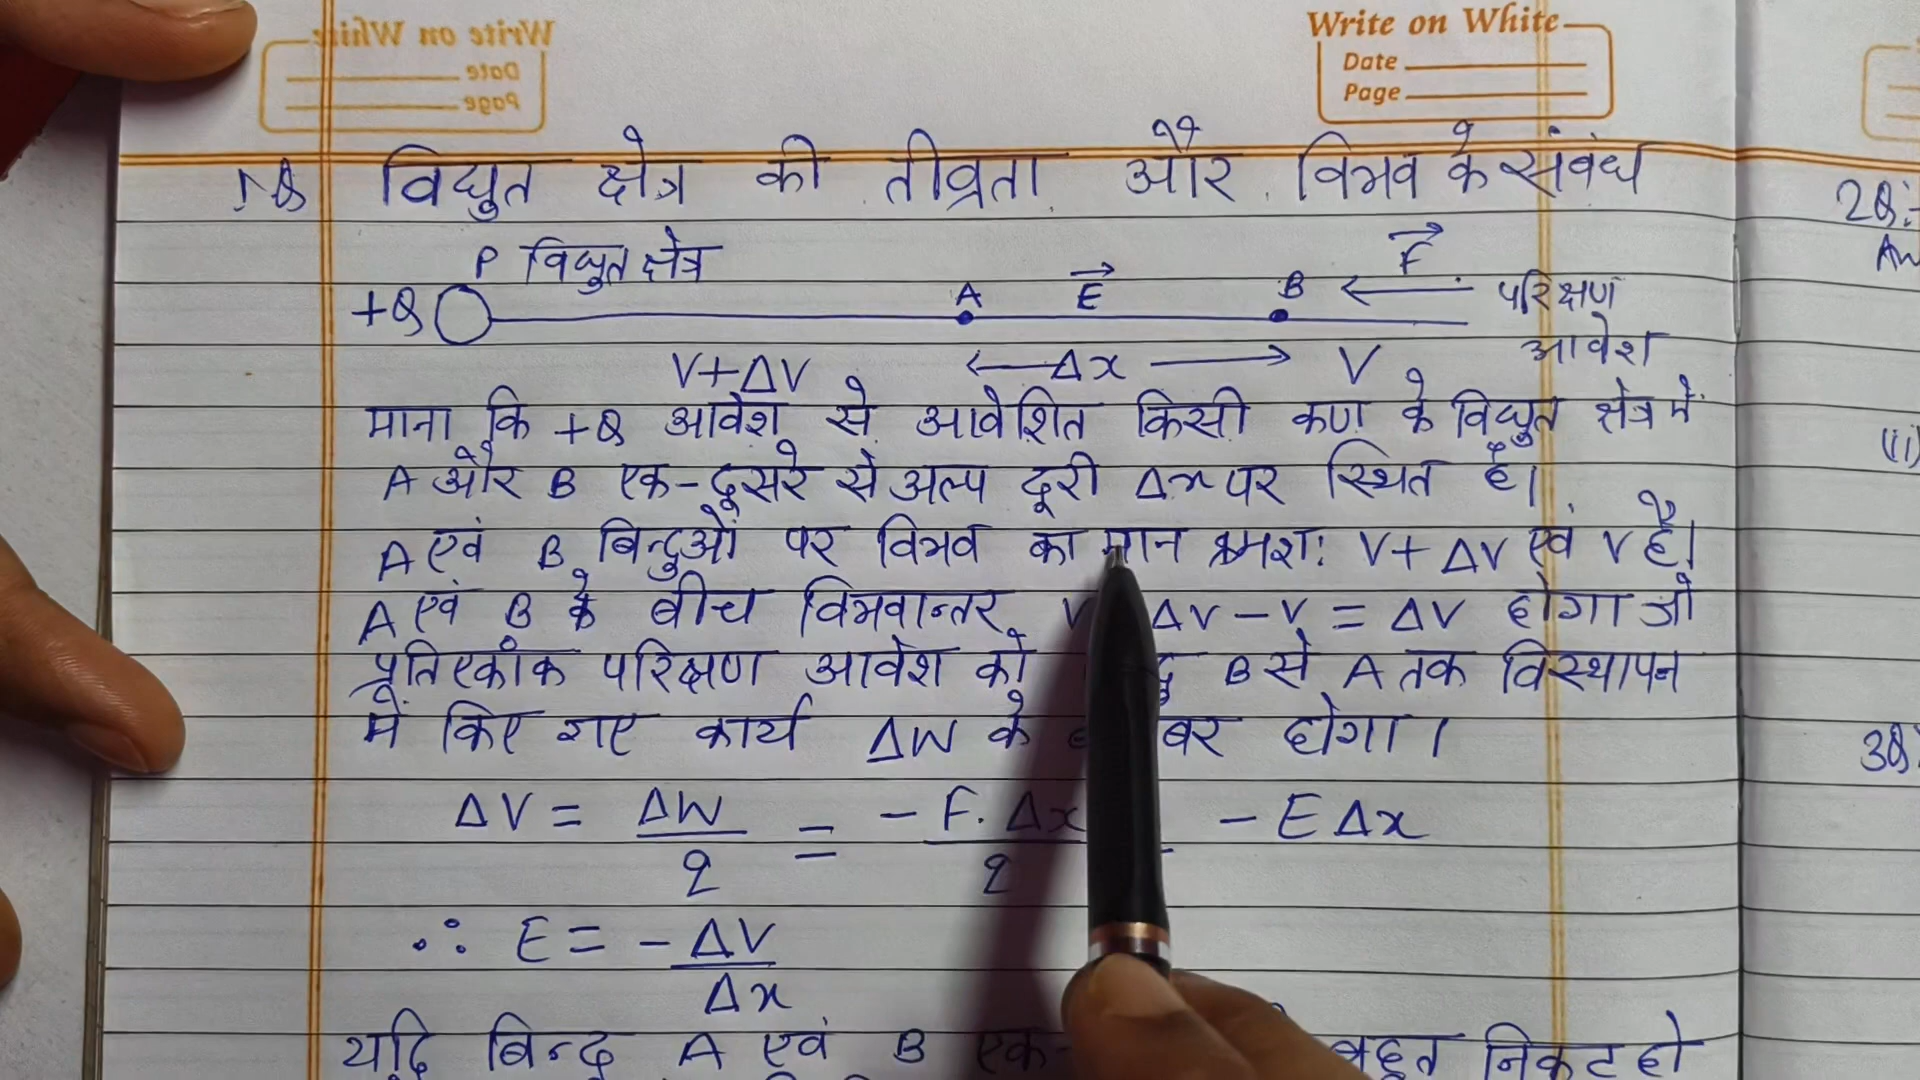 Write on White
Date
Page
विद्युत क्षेत्र की तीव्रता और विभव के संबंध
P विद्युत क्षेत्र
+Q A E B F परिक्षण
आवेश
V+ΔV Δx V
माना कि +Q आवेश से आवेशित किसी कण के विद्युत क्षेत्र में
A और B एक-दूसरे से अल्प दूरी Δx पर स्थित है।
A एवं B बिन्दुओं पर विभव का मान क्रमशः V+ΔV एवं V है।
A एवं B के बीच विभवान्तर V ΔV-V = ΔV होगा जो
प्रतिएकांक परिक्षण आवेश को B से A तक विस्थापन
में किए गए कार्य ΔW के होगा।
ΔV = ΔW/q = -F.Δx/q -EΔx
∴ E = -ΔV/Δx
यदि बिन्दु A एवं B एक- बहुत निकट हो
2Q:-
(ii)
3Q